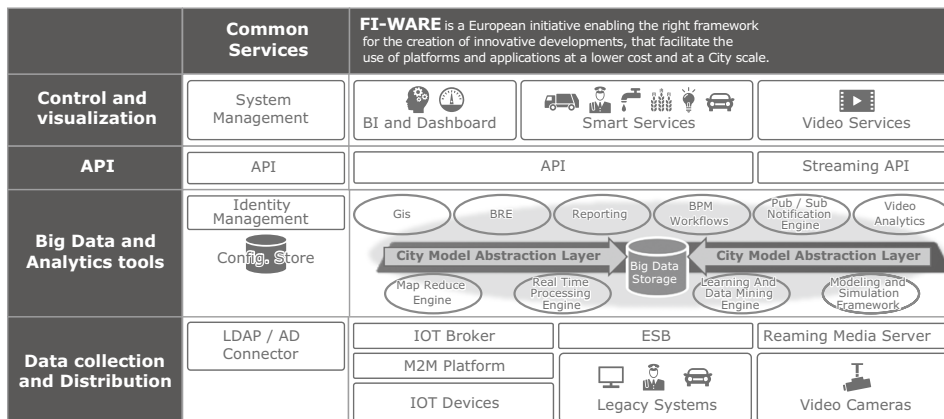 Common
Services
FI-WARE is a European initiative enabling the right framework
for the creation of innovative developments, that facilitate the
use of platforms and applications at a lower cost and at a City scale.
Control and
visualization
System
Management
BI and Dashboard
Smart Services
Video Services
API
API
API
Streaming API
Big Data and
Analytics tools
Identity
Management
Config. Store
Gis
BRE
Reporting
BPM
Workflows
Pub / Sub
Notification
Engine
Video
Analytics
City Model Abstraction Layer
Big Data
Storage
City Model Abstraction Layer
Map Reduce
Engine
Real Time
Processing
Engine
Learning And
Data Mining
Engine
Modeling and
Simulation
Framework
Data collection
and Distribution
LDAP / AD
Connector
IOT Broker
ESB
Reaming Media Server
M2M Platform
IOT Devices
Legacy Systems
Video Cameras